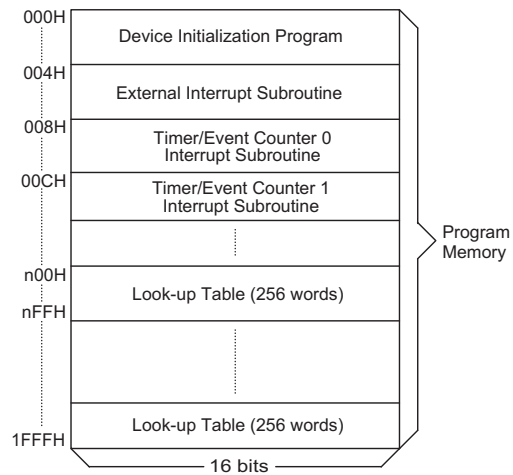 000H
Device Initialization Program
004H
External Interrupt Subroutine
008H
Timer/Event Counter 0
Interrupt Subroutine
00CH
Timer/Event Counter 1
Interrupt Subroutine
Program
Memory
n00H
Look-up Table (256 words)
nFFH
Look-up Table (256 words)
1FFFH
16 bits